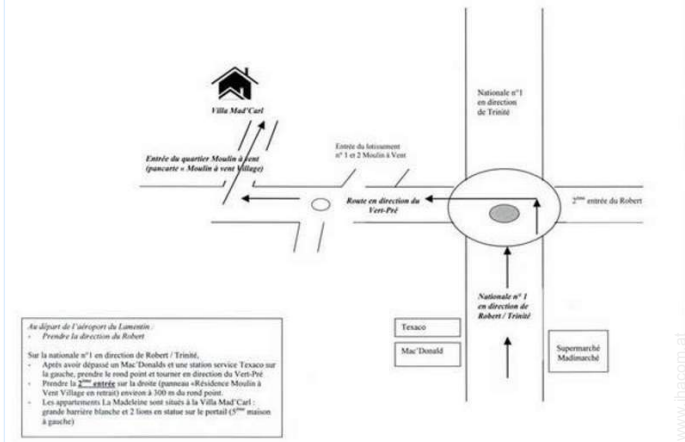 Nationale n°1
en direction
de Trinité
Villa Mad'Carl
Entrée du lotissement
n° 1 et 2 Moulin à Vent
Entrée du quartier Moulin à vent
(pancarte « Moulin à vent Village)
Route en direction du
Vert-Pré
2ème entrée du Robert
Nationale n° 1
en direction de
Robert / Trinité
Texaco
Mac'Donald
Supermarché
Madimarché
Au départ de l'aéroport du Lamentin :
- Prendre la direction du Robert
Sur la nationale n°1 en direction de Robert / Trinité,
- Après avoir dépassé un Mac'Donalds et une station service Texaco sur
la gauche, prendre le rond point et tourner en direction du Vert-Pré
- Prendre la 2ème entrée sur la droite (panneau «Résidence Moulin à
Vent Village en retrait) environ à 300 m du rond point.
- Les appartements La Madeleine sont situés à la Villa Mad'Carl :
grande barrière blanche et 2 lions en statue sur le portail (5ème maison
à gauche)
www.ihacom.at